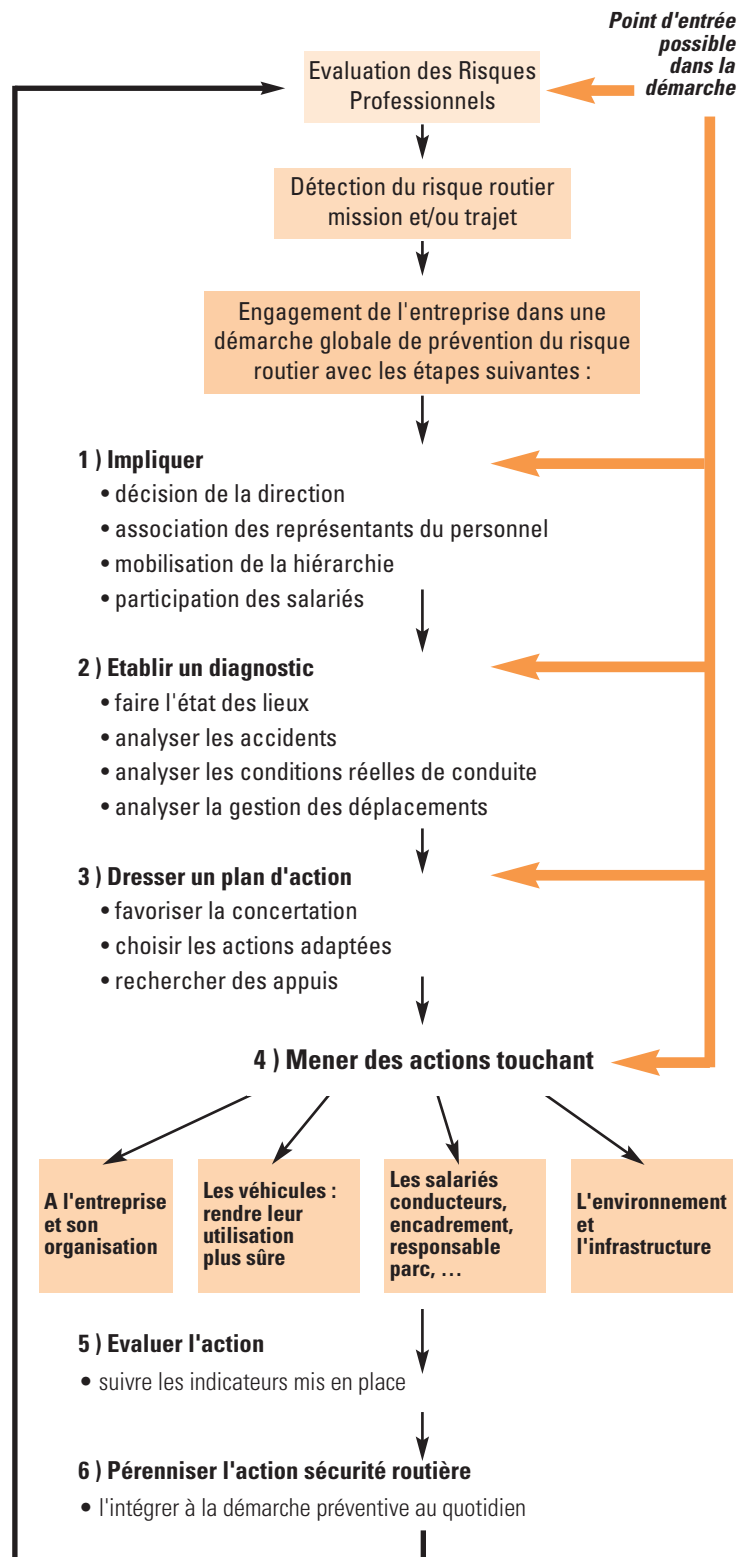 Point d'entrée
possible
dans la
démarche
Evaluation des Risques
Professionnels
Détection du risque routier
mission et/ou trajet
Engagement de l'entreprise dans une
démarche globale de prévention du risque
routier avec les étapes suivantes :
1 ) Impliquer
• décision de la direction
• association des représentants du personnel
• mobilisation de la hiérarchie
• participation des salariés
2 ) Etablir un diagnostic
• faire l'état des lieux
• analyser les accidents
• analyser les conditions réelles de conduite
• analyser la gestion des déplacements
3 ) Dresser un plan d'action
• favoriser la concertation
• choisir les actions adaptées
• rechercher des appuis
4 ) Mener des actions touchant
A l'entreprise
et son
organisation
Les véhicules :
rendre leur
utilisation
plus sûre
Les salariés
conducteurs,
encadrement,
responsable
parc, …
L'environnement
et
l'infrastructure
5 ) Evaluer l'action
• suivre les indicateurs mis en place
6 ) Pérenniser l'action sécurité routière
• l'intégrer à la démarche préventive au quotidien